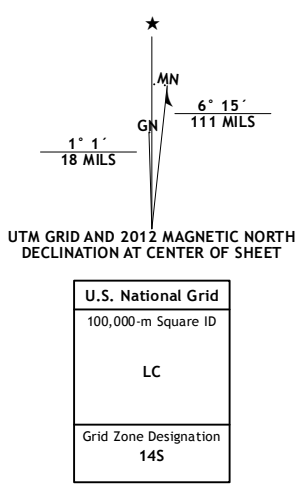 MN
GN
6° 15´
111 MILS
1° 1´
18 MILS
UTM GRID AND 2012 MAGNETIC NORTH
DECLINATION AT CENTER OF SHEET
U.S. National Grid
100,000-m Square ID
LC
Grid Zone Designation
14S